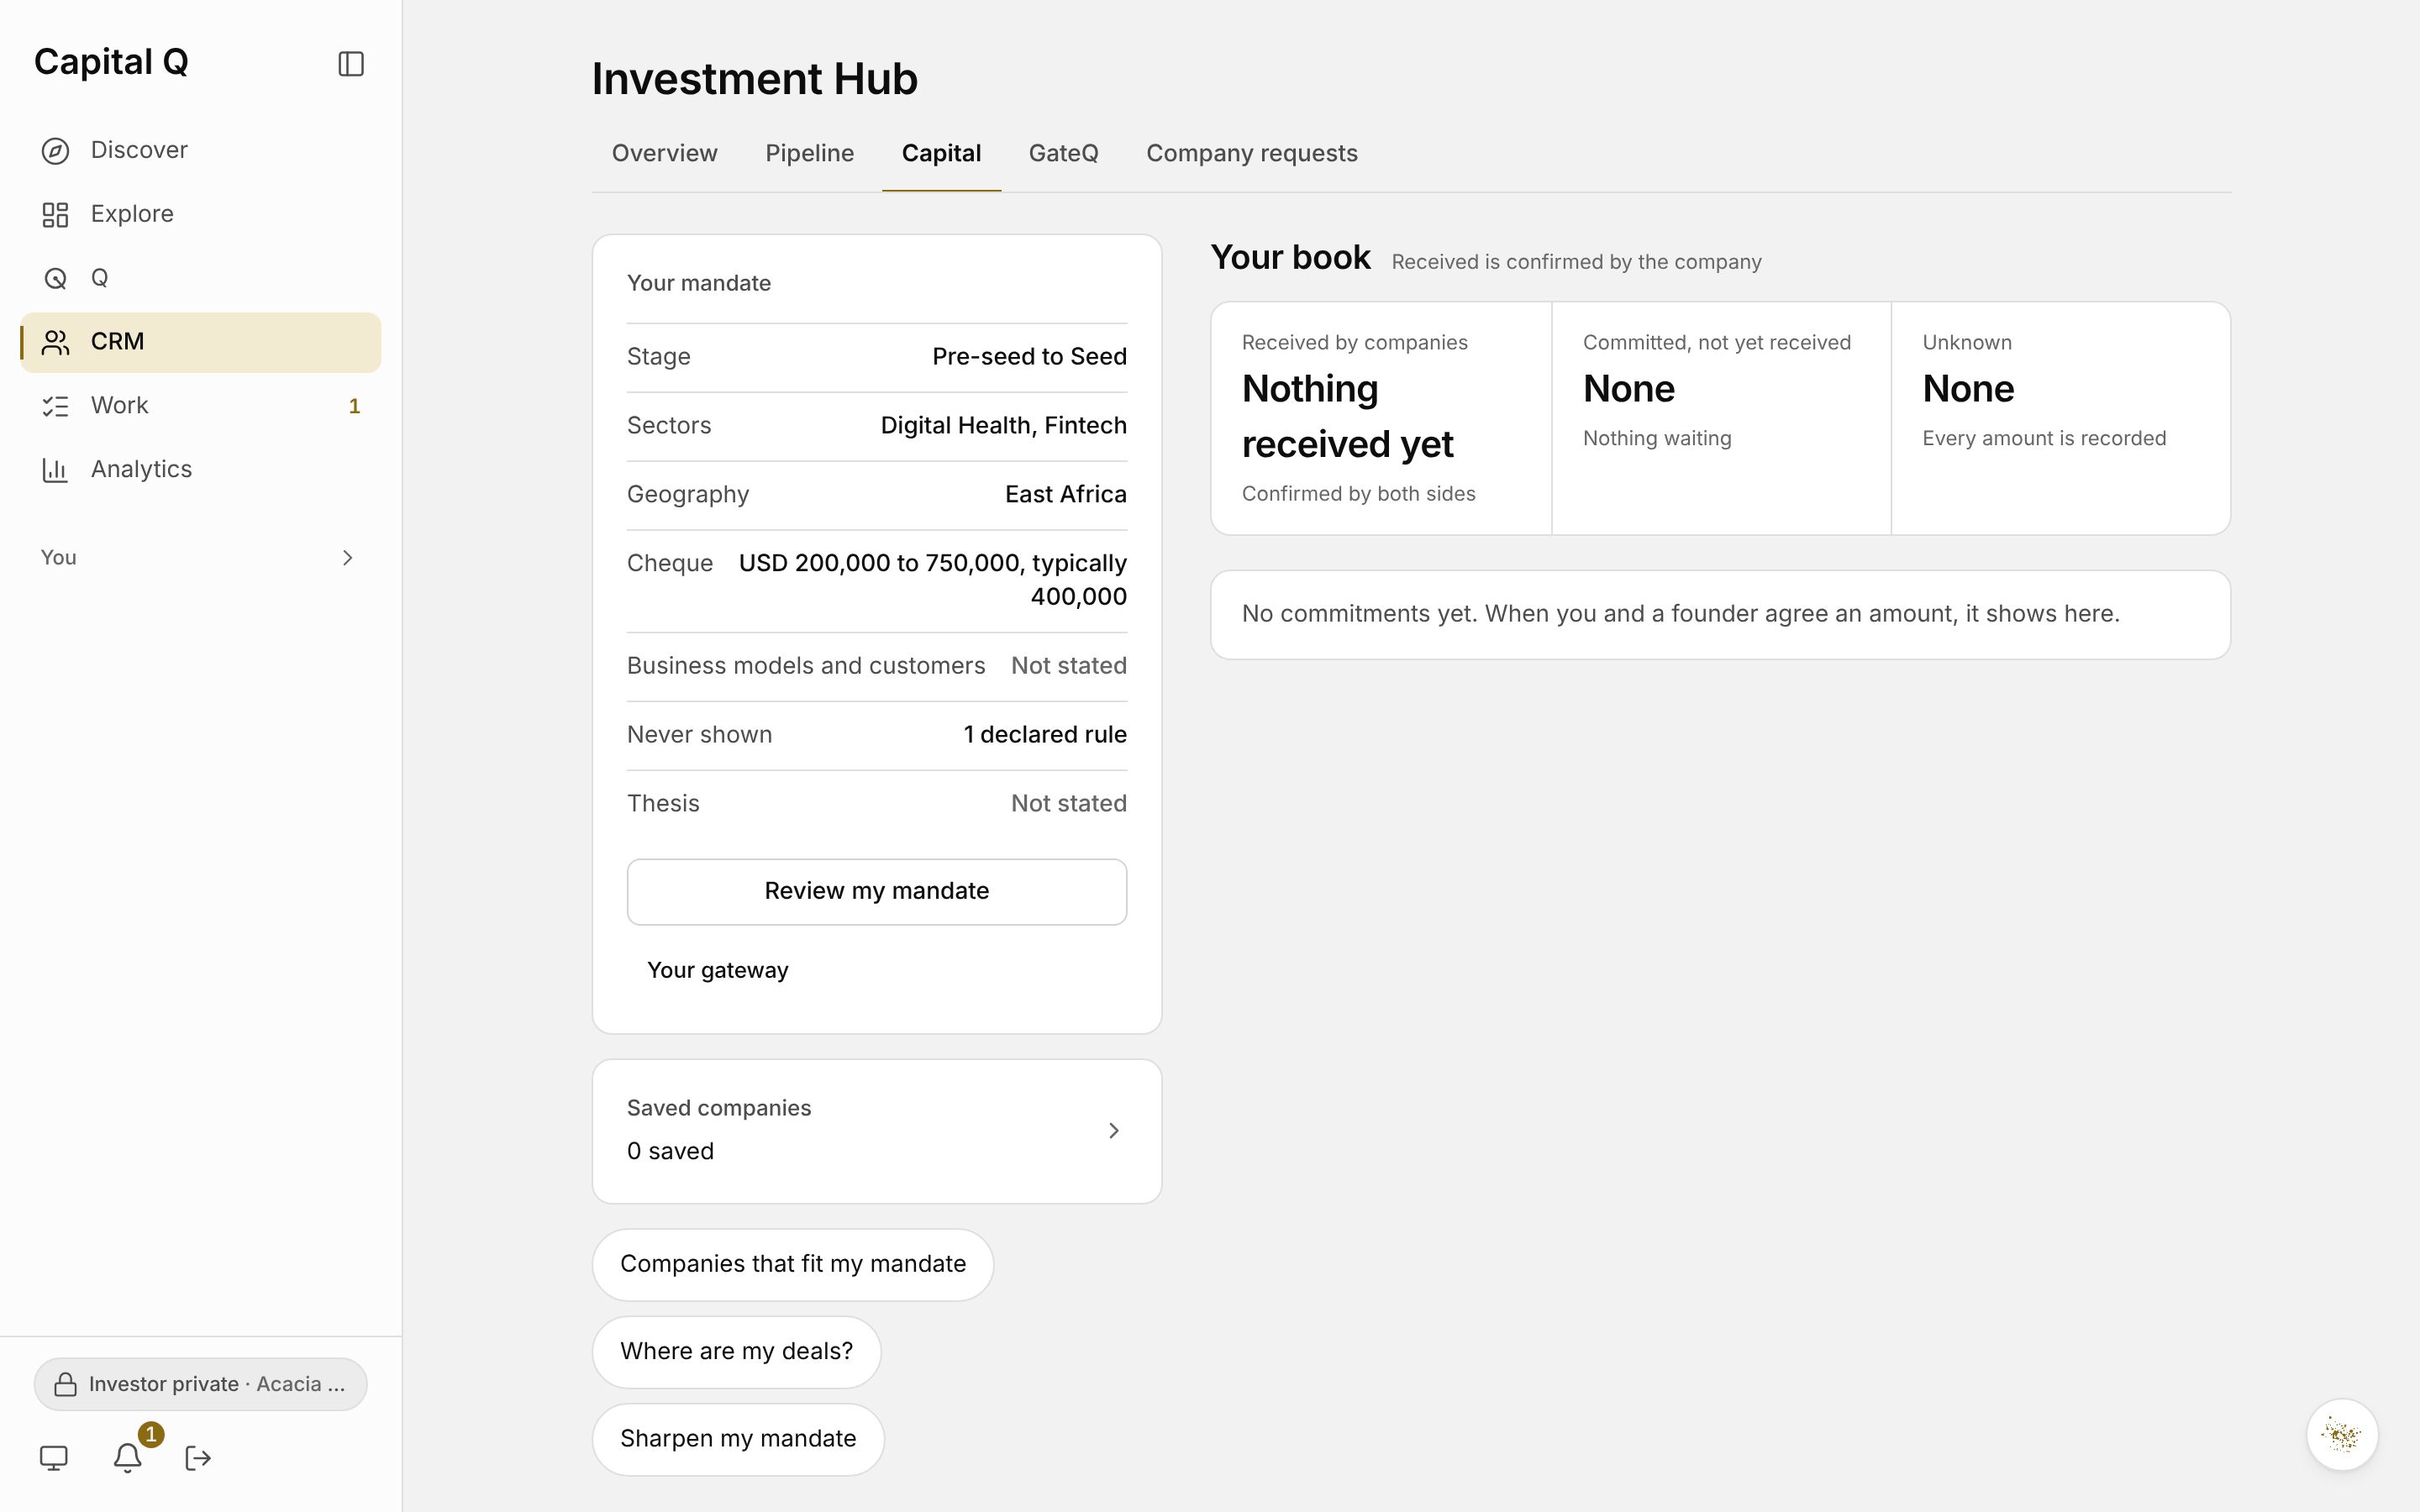 Capital Q
Discover
Explore
Q
CRM
Work 1
Analytics
You
Investor private · Acacia ...
1
Investment Hub
Overview Pipeline Capital GateQ Company requests
Your mandate
Stage Pre-seed to Seed
Sectors Digital Health, Fintech
Geography East Africa
Cheque USD 200,000 to 750,000, typically
400,000
Business models and customers Not stated
Never shown 1 declared rule
Thesis Not stated
Review my mandate
Your gateway
Saved companies
0 saved
Companies that fit my mandate
Where are my deals?
Sharpen my mandate
Your book Received is confirmed by the company
Received by companies
Nothing
received yet
Confirmed by both sides
Committed, not yet received
None
Nothing waiting
Unknown
None
Every amount is recorded
No commitments yet. When you and a founder agree an amount, it shows here.